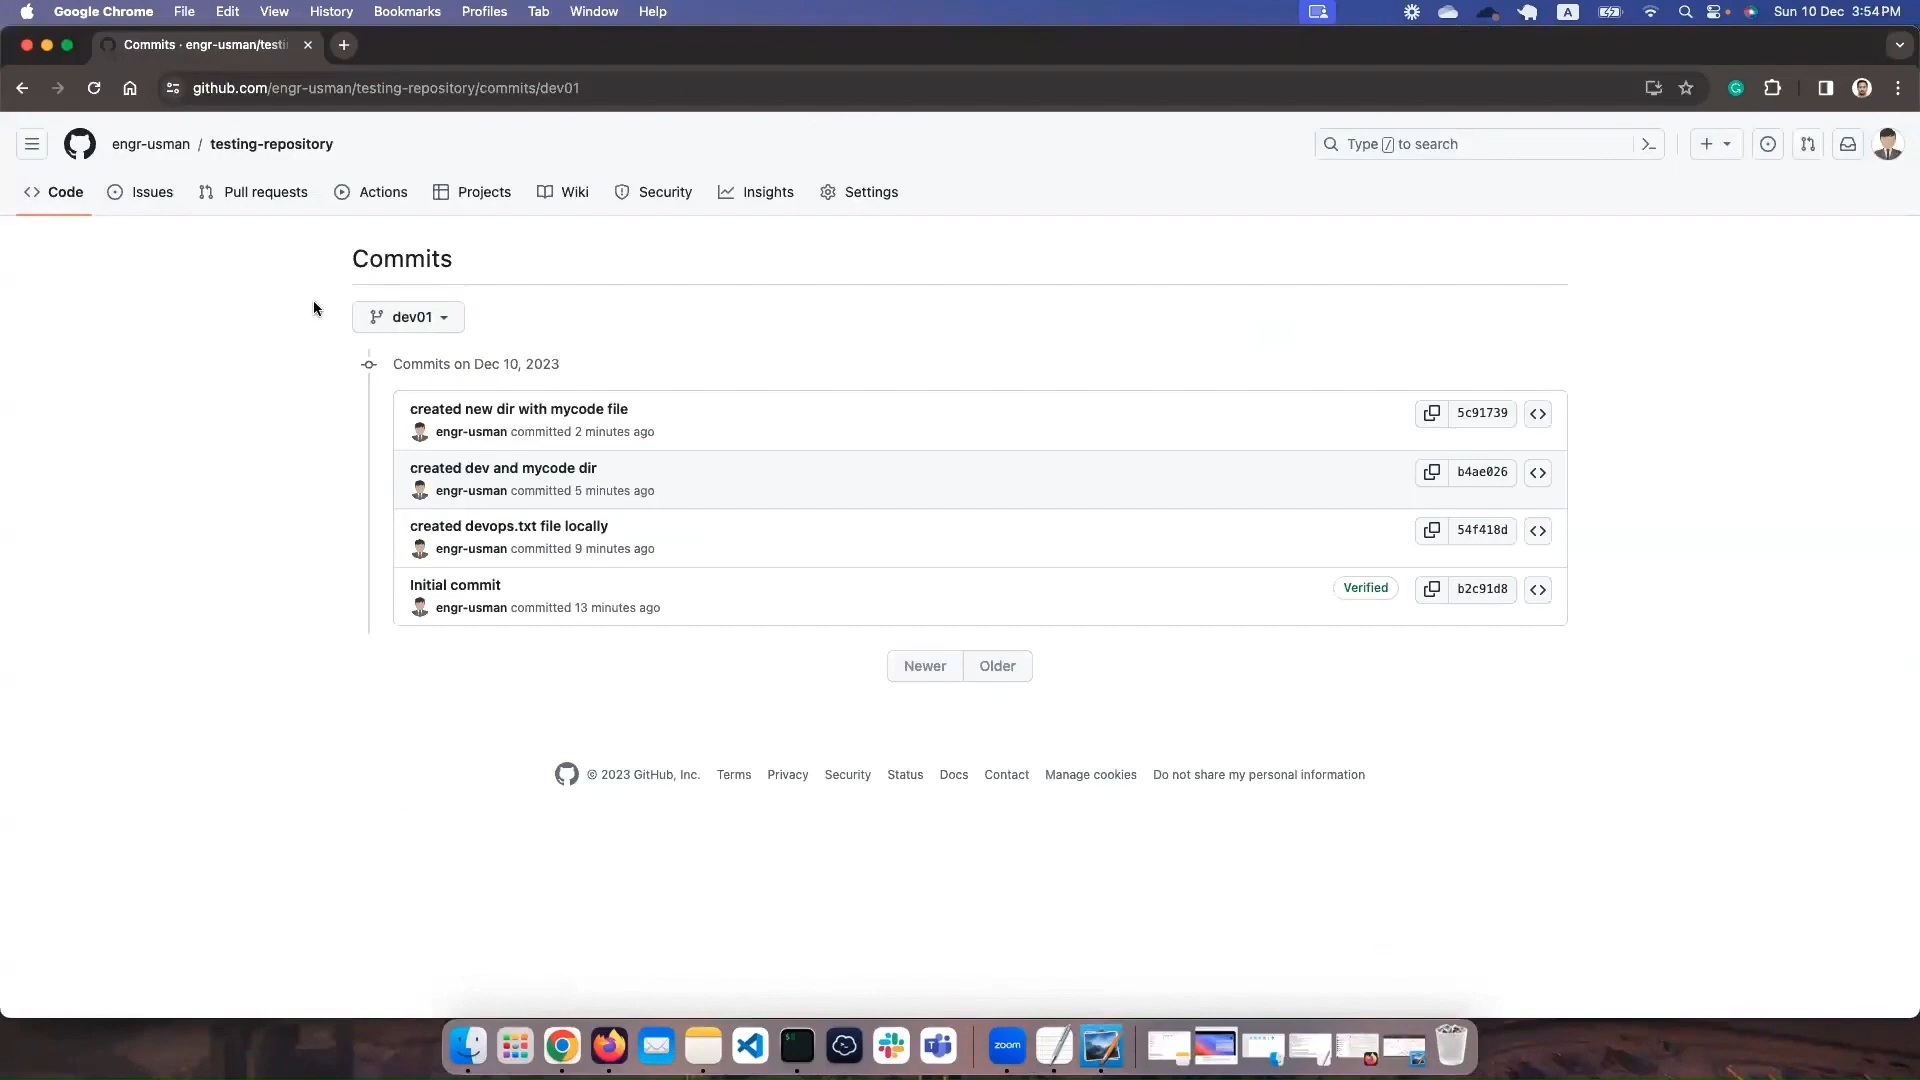 Google Chrome File Edit View History Bookmarks Profiles Tab Window Help A Sun 10 Dec 3:54 PM
Commits · engr-usman/testi
github.com/engr-usman/testing-repository/commits/dev01
engr-usman / testing-repository Type / to search
Code Issues Pull requests Actions Projects Wiki Security Insights Settings
Commits
dev01
Commits on Dec 10, 2023
created new dir with mycode file 5c91739
engr-usman committed 2 minutes ago
created dev and mycode dir b4ae026
engr-usman committed 5 minutes ago
created devops.txt file locally 54f418d
engr-usman committed 9 minutes ago
Initial commit Verified b2c91d8
engr-usman committed 13 minutes ago
Newer Older
© 2023 GitHub, Inc. Terms Privacy Security Status Docs Contact Manage cookies Do not share my personal information
zoom